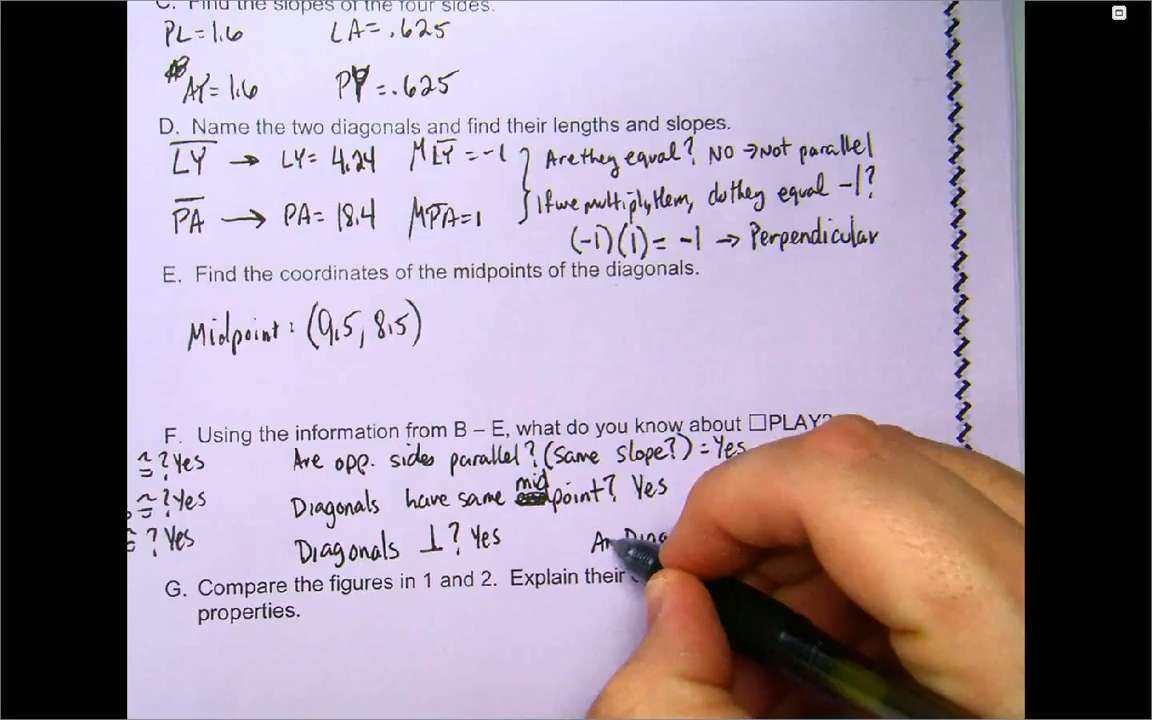 C. Find the slopes of the four sides.
PL = 1.6 LA = .625
AY = 1.6 PY = .625
D. Name the two diagonals and find their lengths and slopes.
LY → LY = 4.24 MLY = -1 Are they equal? NO → Not parallel
If we multiply them, do they equal -1?
PA → PA = 18.4 MPA = 1
(-1)(1) = -1 → Perpendicular
E. Find the coordinates of the midpoints of the diagonals.
Midpoint: (9.5, 8.5)
F. Using the information from B – E, what do you know about □PLAY?
≅? Yes Are opp. sides parallel? (same slope?) = Yes
≅? Yes Diagonals have same midpoint? Yes
≅? Yes Diagonals ⊥? Yes
G. Compare the figures in 1 and 2. Explain their
properties.